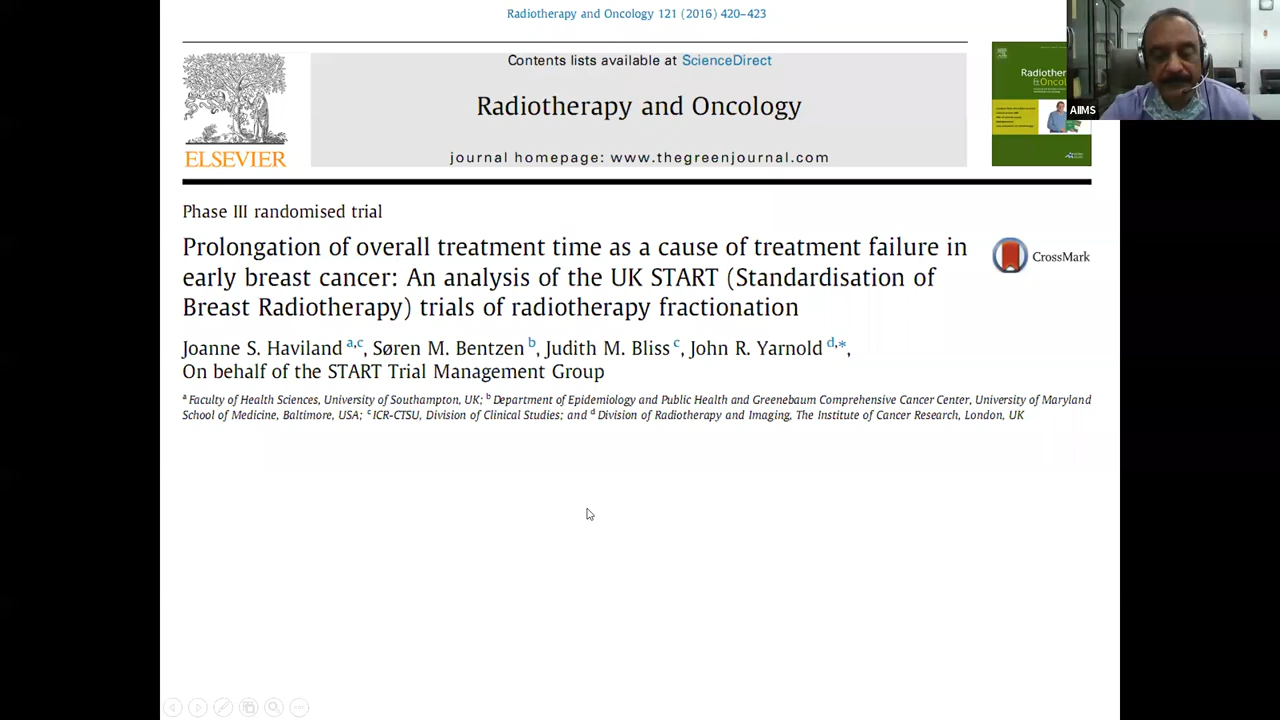 Radiotherapy and Oncology 121 (2016) 420–423
Contents lists available at ScienceDirect
Radiotherapy and Oncology
journal homepage: www.thegreenjournal.com
ELSEVIER
Radiother
&Oncol
AIIMS
Phase III randomised trial
Prolongation of overall treatment time as a cause of treatment failure in
early breast cancer: An analysis of the UK START (Standardisation of
Breast Radiotherapy) trials of radiotherapy fractionation
CrossMark
Joanne S. Haviland a,c, Søren M. Bentzen b, Judith M. Bliss c, John R. Yarnold d,*,
On behalf of the START Trial Management Group
a Faculty of Health Sciences, University of Southampton, UK; b Department of Epidemiology and Public Health and Greenebaum Comprehensive Cancer Center, University of Maryland
School of Medicine, Baltimore, USA; c ICR-CTSU, Division of Clinical Studies; and d Division of Radiotherapy and Imaging, The Institute of Cancer Research, London, UK